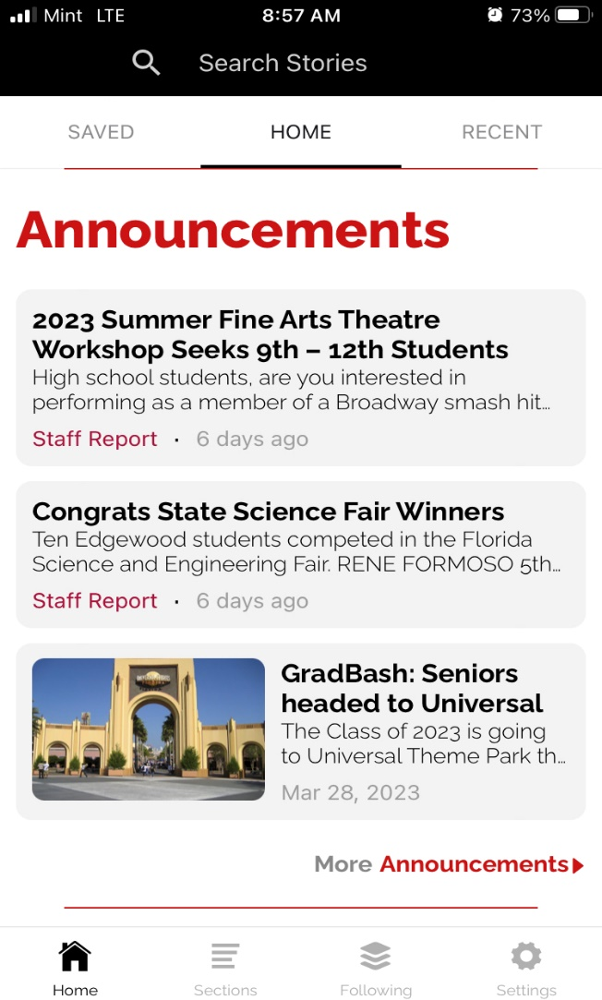 Mint LTE 8:57 AM 73%
Search Stories
SAVED HOME RECENT
Announcements
2023 Summer Fine Arts Theatre
Workshop Seeks 9th – 12th Students
High school students, are you interested in
performing as a member of a Broadway smash hit...
Staff Report · 6 days ago
Congrats State Science Fair Winners
Ten Edgewood students competed in the Florida
Science and Engineering Fair. RENE FORMOSO 5th...
Staff Report · 6 days ago
GradBash: Seniors
headed to Universal
The Class of 2023 is going
to Universal Theme Park th...
Mar 28, 2023
More Announcements
Home Sections Following Settings